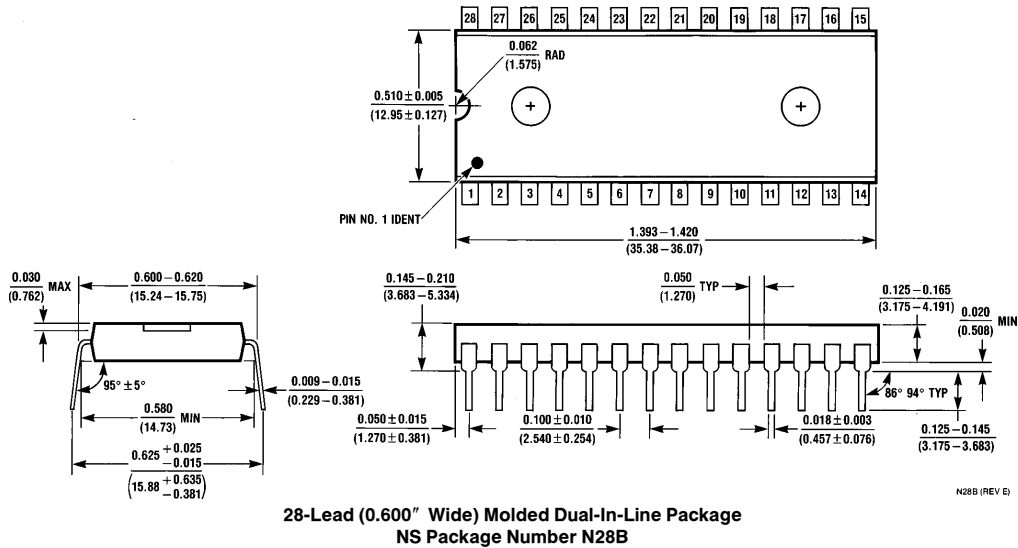 28 27 26 25 24 23 22 21 20 19 18 17 16 15
0.062
(1.575)
RAD
0.510 ± 0.005
(12.95 ± 0.127)
PIN NO. 1 IDENT
1 2 3 4 5 6 7 8 9 10 11 12 13 14
1.393 – 1.420
(35.38 – 36.07)
0.030
(0.762)
MAX
0.600 – 0.620
(15.24 – 15.75)
95° ± 5°
0.009 – 0.015
(0.229 – 0.381)
0.580
(14.73)
MIN
0.625 + 0.025
– 0.015
(15.88 + 0.635
– 0.381)
0.145 – 0.210
(3.683 – 5.334)
0.050
(1.270)
TYP
0.125 – 0.165
(3.175 – 4.191)
0.020
(0.508)
MIN
86° 94° TYP
0.050 ± 0.015
(1.270 ± 0.381)
0.100 ± 0.010
(2.540 ± 0.254)
0.018 ± 0.003
(0.457 ± 0.076)
0.125 – 0.145
(3.175 – 3.683)
N28B (REV E)
28-Lead (0.600″ Wide) Molded Dual-In-Line Package
NS Package Number N28B